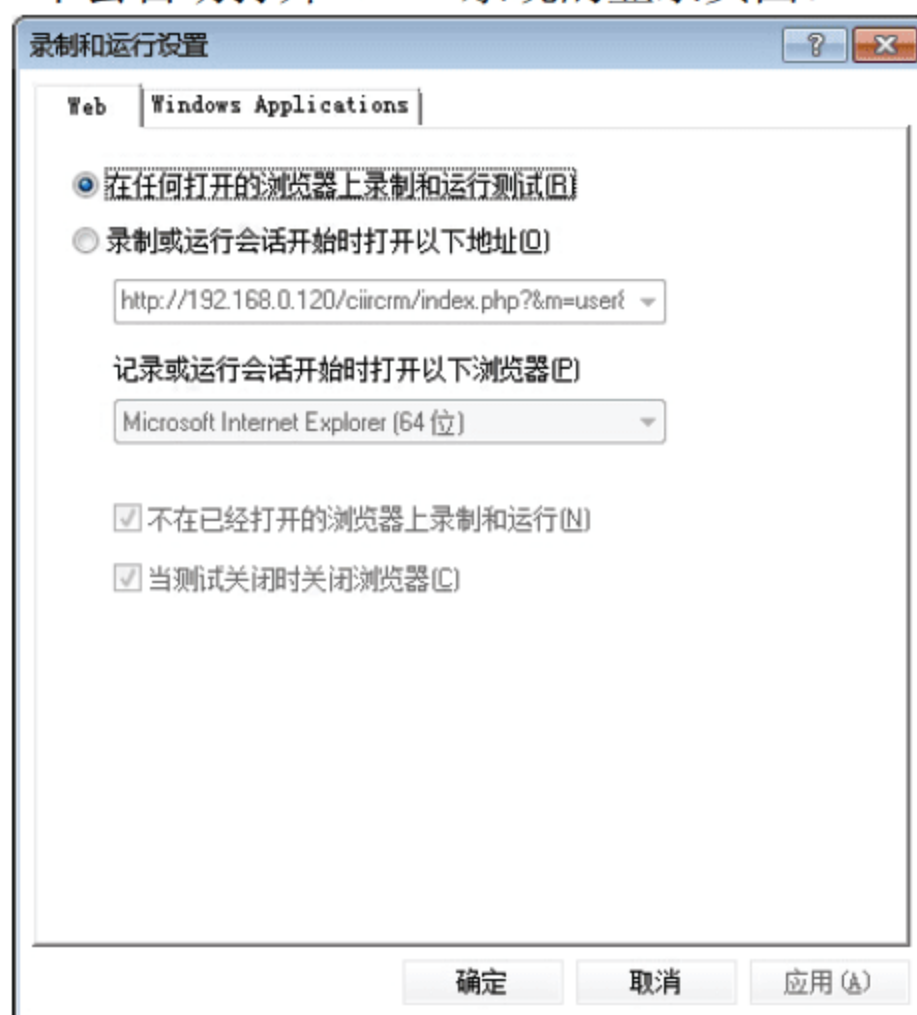 录制和运行设置
Web
Windows Applications
在任何打开的浏览器上录制和运行测试(R)
录制或运行会话开始时打开以下地址(O)
http://192.168.0.120/ciircrm/index.php?&m=user
记录或运行会话开始时打开以下浏览器(P)
Microsoft Internet Explorer (64 位)
不在已经打开的浏览器上录制和运行(N)
当测试关闭时关闭浏览器(C)
确定
取消
应用(A)